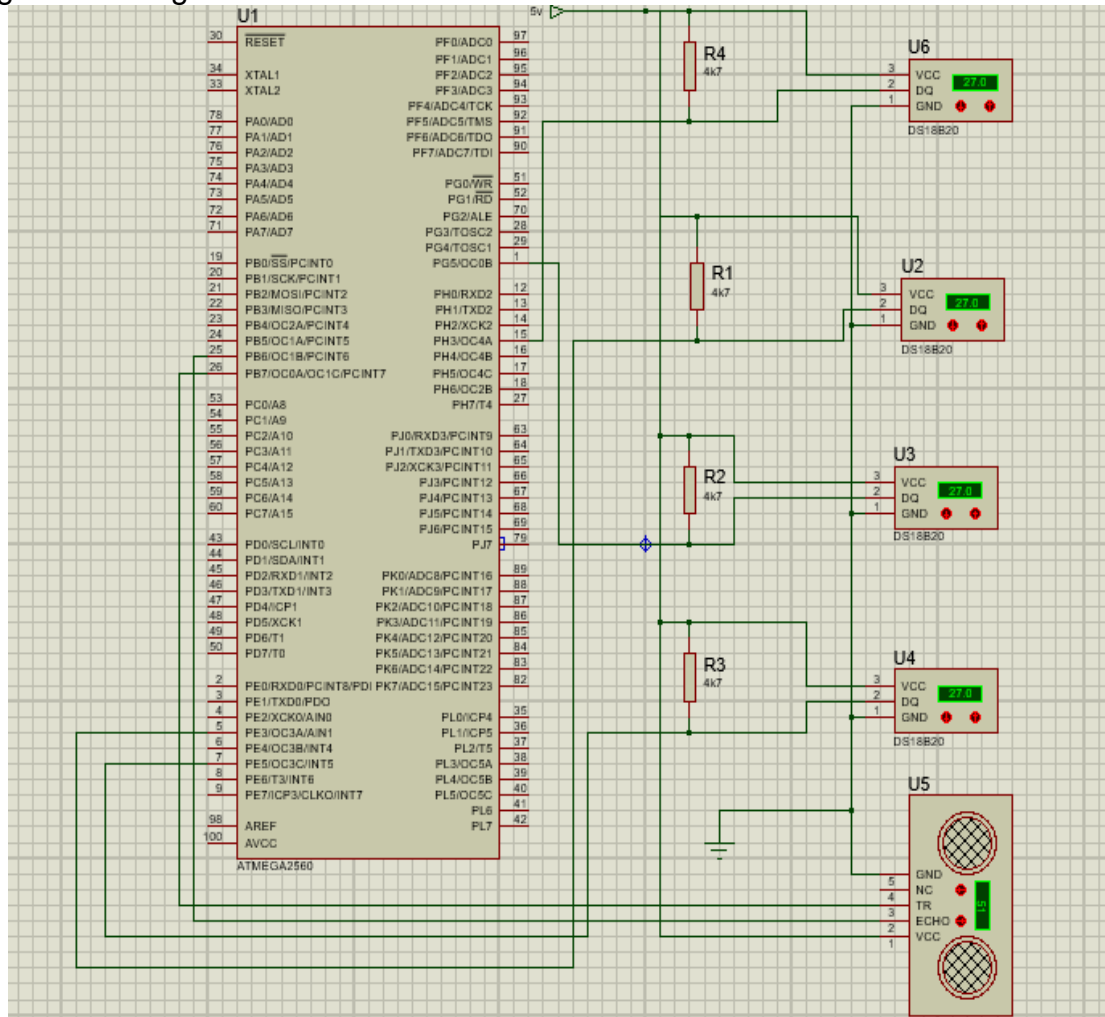 U1
30 RESET PF0/ADC0 97
PF1/ADC1 96
34 XTAL1 PF2/ADC2 95
33 XTAL2 PF3/ADC3 94
PF4/ADC4/TCK 93
78 PA0/AD0 PF5/ADC5/TMS 92
77 PA1/AD1 PF6/ADC6/TDO 91
76 PA2/AD2 PF7/ADC7/TDI 90
75 PA3/AD3
74 PA4/AD4 PG0/WR 51
73 PA5/AD5 PG1/RD 52
72 PA6/AD6 PG2/ALE 70
71 PA7/AD7 PG3/TOSC2 28
PG4/TOSC1 29
19 PB0/SS/PCINT0 PG5/OC0B 1
20 PB1/SCK/PCINT1
21 PB2/MOSI/PCINT2 PH0/RXD2 12
22 PB3/MISO/PCINT3 PH1/TXD2 13
23 PB4/OC2A/PCINT4 PH2/XCK2 14
24 PB5/OC1A/PCINT5 PH3/OC4A 15
25 PB6/OC1B/PCINT6 PH4/OC4B 16
26 PB7/OC0A/OC1C/PCINT7 PH5/OC4C 17
PH6/OC2B 18
53 PC0/A8 PH7/T4 27
54 PC1/A9
55 PC2/A10 PJ0/RXD3/PCINT9 63
56 PC3/A11 PJ1/TXD3/PCINT10 64
57 PC4/A12 PJ2/XCK3/PCINT11 65
58 PC5/A13 PJ3/PCINT12 66
59 PC6/A14 PJ4/PCINT13 67
60 PC7/A15 PJ5/PCINT14 68
PJ6/PCINT15 69
43 PD0/SCL/INT0 PJ7 79
44 PD1/SDA/INT1
45 PD2/RXD1/INT2 PK0/ADC8/PCINT16 89
46 PD3/TXD1/INT3 PK1/ADC9/PCINT17 88
47 PD4/ICP1 PK2/ADC10/PCINT18 87
48 PD5/XCK1 PK3/ADC11/PCINT19 86
49 PD6/T1 PK4/ADC12/PCINT20 85
50 PD7/T0 PK5/ADC13/PCINT21 84
PK6/ADC14/PCINT22 83
2 PE0/RXD0/PCINT8/PDI PK7/ADC15/PCINT23 82
3 PE1/TXD0/PDO
4 PE2/XCK0/AIN0 PL0/ICP4 35
5 PE3/OC3A/AIN1 PL1/ICP5 36
6 PE4/OC3B/INT4 PL2/T5 37
7 PE5/OC3C/INT5 PL3/OC5A 38
8 PE6/T3/INT6 PL4/OC5B 39
9 PE7/ICP3/CLKO/INT7 PL5/OC5C 40
PL6 41
98 AREF PL7 42
100 AVCC
ATMEGA2560
5v
R4
4k7
U6
3 VCC
2 DQ 27.0
1 GND
DS18B20
R1
4k7
U2
3 VCC
2 DQ 27.0
1 GND
DS18B20
R2
4k7
U3
3 VCC
2 DQ 27.0
1 GND
DS18B20
R3
4k7
U4
3 VCC
2 DQ 27.0
1 GND
DS18B20
U5
GND
5 NC
4 TR 51
3 ECHO
2 VCC
1